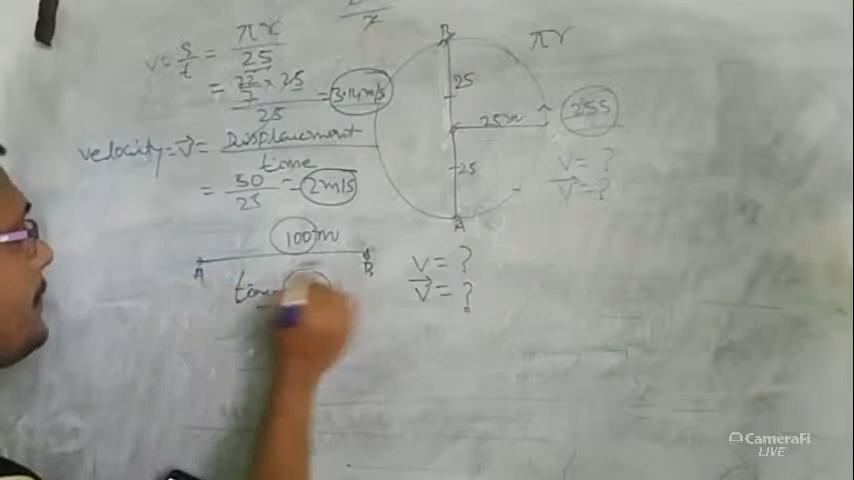 v = s/t = πr/25
= 22/7 × 25/25 = 3.14 m/s
velocity = v⃗ = Displacement/time
= 50/25 = 2 m/s
B
πr
25
25m
25s
25
A
v = ?
v⃗ = ?
100m
A
B
v = ?
v⃗ = ?
CameraFi
LIVE